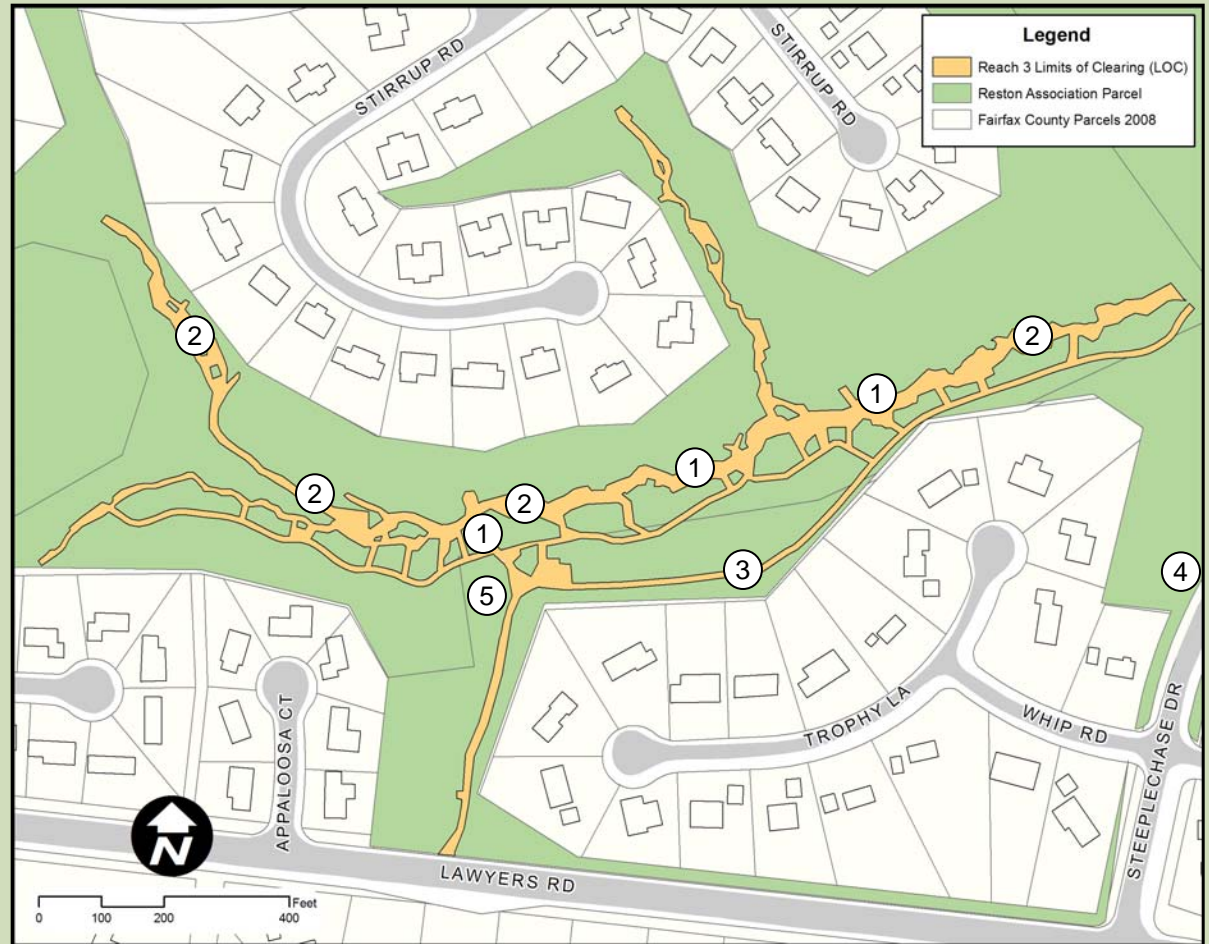 Legend
Reach 3 Limits of Clearing (LOC)
Reston Association Parcel
Fairfax County Parcels 2008
STIRRUP RD
STIRRUP RD
2
2
1
1
2
2
1
3
4
5
TROPHY LA
WHIP RD
STEEPLECHASE DR
APPALOOSA CT
LAWYERS RD
N
0 100 200 400 Feet